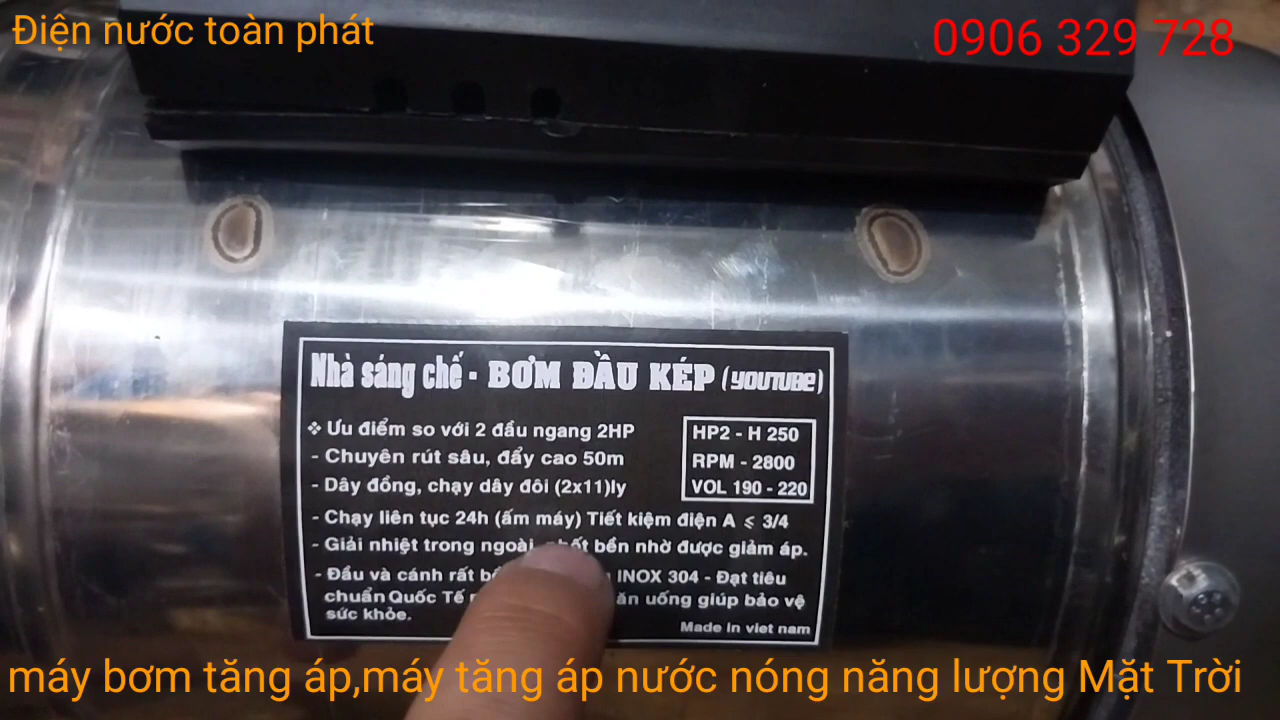 Điện nước toàn phát
0906 329 728
Nhà sáng chế - BƠM ĐẦU KÉP (YOUTUBE)
❖ Ưu điểm so với 2 đầu ngang 2HP
- Chuyên rút sâu, đẩy cao 50m
- Dây đồng, chạy dây đôi (2x11)ly
HP2 - H 250
RPM - 2800
VOL 190 - 220
- Chạy liên tục 24h (ấm máy) Tiết kiệm điện A ⩽ 3/4
- Giải nhiệt trong ngoài, bền nhờ được giảm áp.
- Đầu và cánh rất INOX 304 - Đạt tiêu
chuẩn Quốc Tế ăn uống giúp bảo vệ
sức khỏe.
Made in viet nam
máy bơm tăng áp,máy tăng áp nước nóng năng lượng Mặt Trời